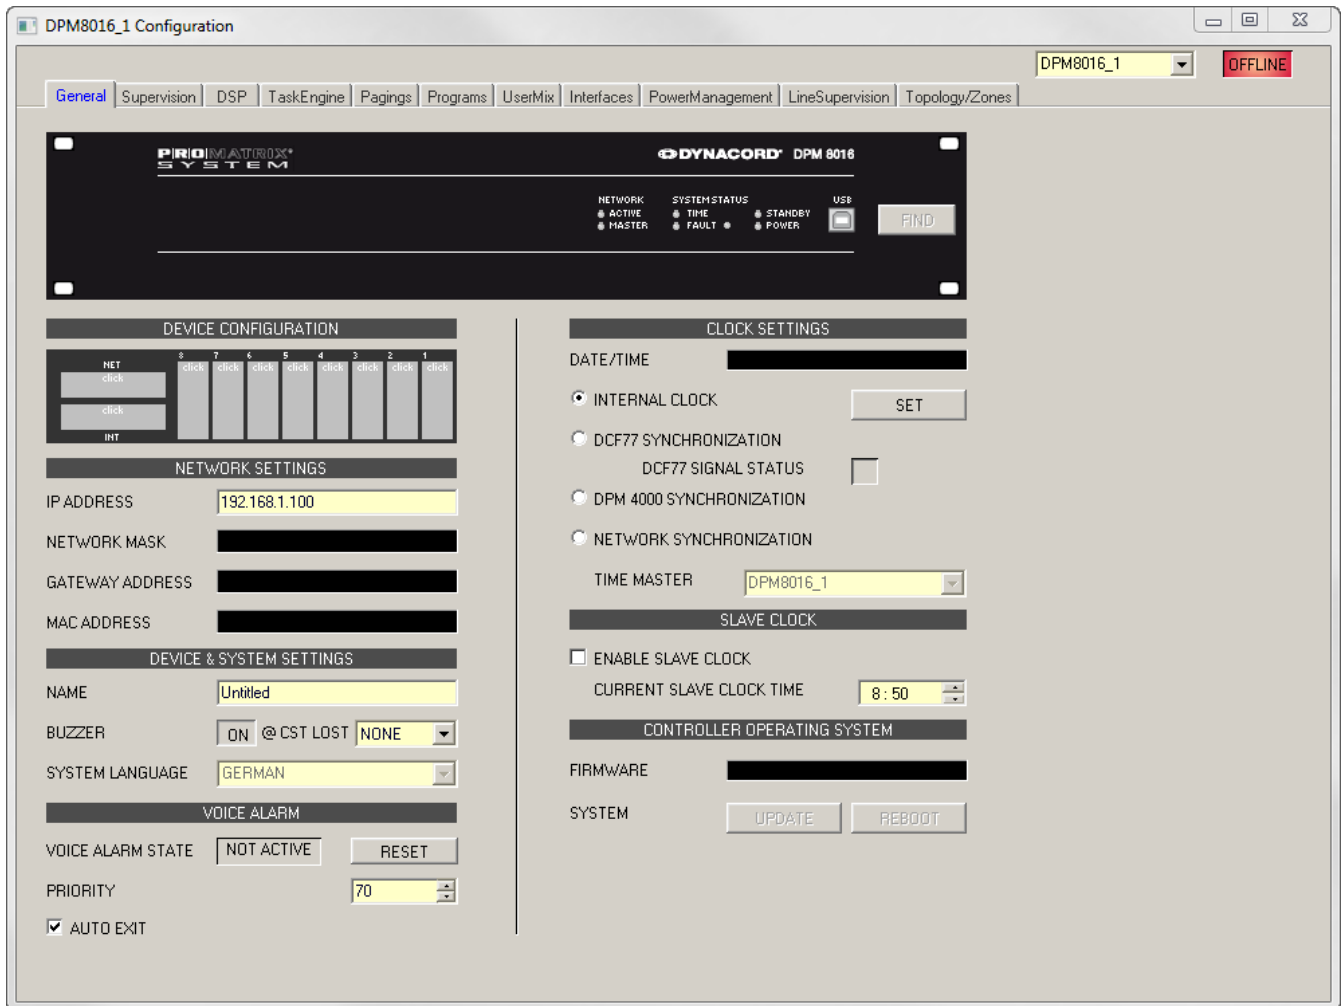 DPM8016_1 Configuration
DPM8016_1 OFFLINE
General Supervision DSP TaskEngine Pagings Programs UserMix Interfaces PowerManagement LineSupervision Topology/Zones
PROMATRIX
SYSTEM
DYNACORD DPM 8016
NETWORK SYSTEM STATUS USB
ACTIVE TIME STANDBY
MASTER FAULT POWER
FIND
DEVICE CONFIGURATION
8 7 6 5 4 3 2 1
NET
click click click click click click click click click
click
INT
NETWORK SETTINGS
IP ADDRESS 192.168.1.100
NETWORK MASK
GATEWAY ADDRESS
MAC ADDRESS
DEVICE & SYSTEM SETTINGS
NAME Untitled
BUZZER ON @ CST LOST NONE
SYSTEM LANGUAGE GERMAN
VOICE ALARM
VOICE ALARM STATE NOT ACTIVE RESET
PRIORITY 70
AUTO EXIT
CLOCK SETTINGS
DATE/TIME
INTERNAL CLOCK SET
DCF77 SYNCHRONIZATION
DCF77 SIGNAL STATUS
DPM 4000 SYNCHRONIZATION
NETWORK SYNCHRONIZATION
TIME MASTER DPM8016_1
SLAVE CLOCK
ENABLE SLAVE CLOCK
CURRENT SLAVE CLOCK TIME 8 : 50
CONTROLLER OPERATING SYSTEM
FIRMWARE
SYSTEM UPDATE REBOOT